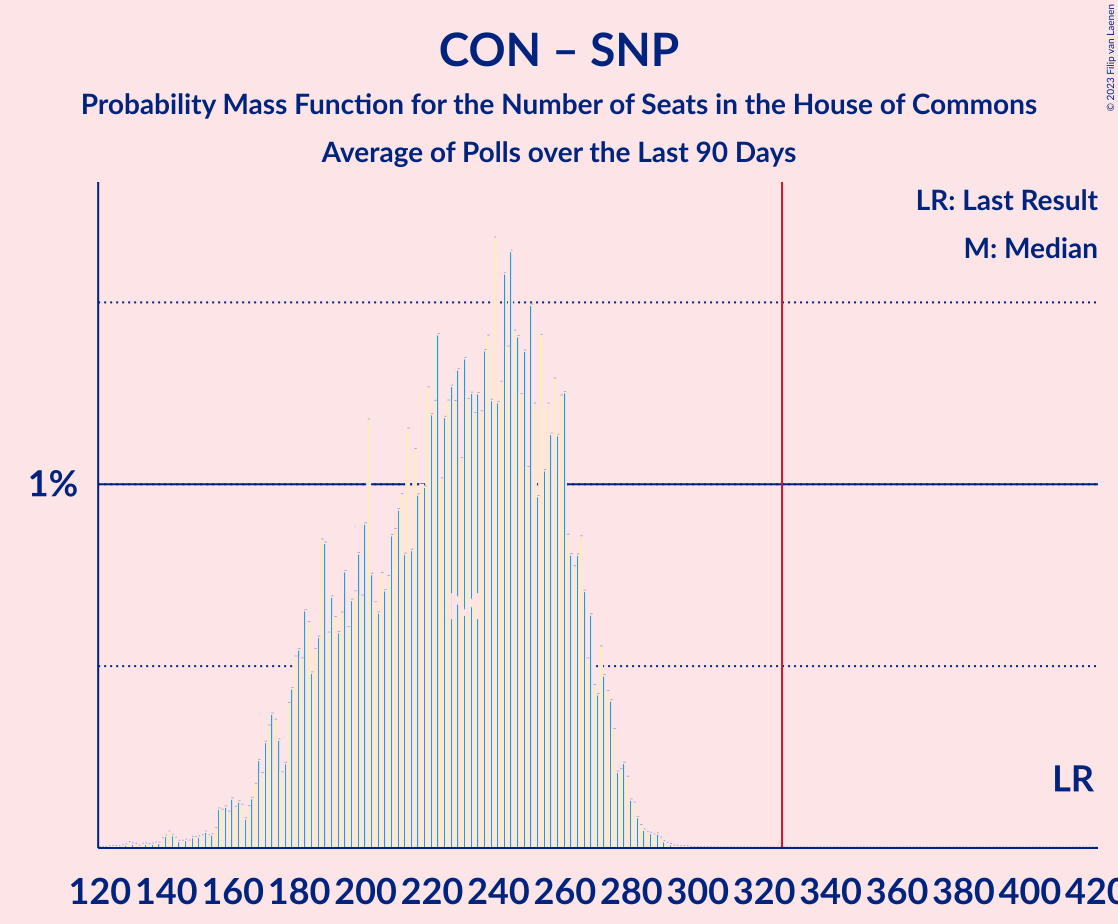 CON – SNP
Probability Mass Function for the Number of Seats in the House of Commons
Average of Polls over the Last 90 Days
© 2023 Filip van Laenen
LR: Last Result
M: Median
1%
M
LR
120 140 160 180 200 220 240 260 280 300 320 340 360 380 400 420